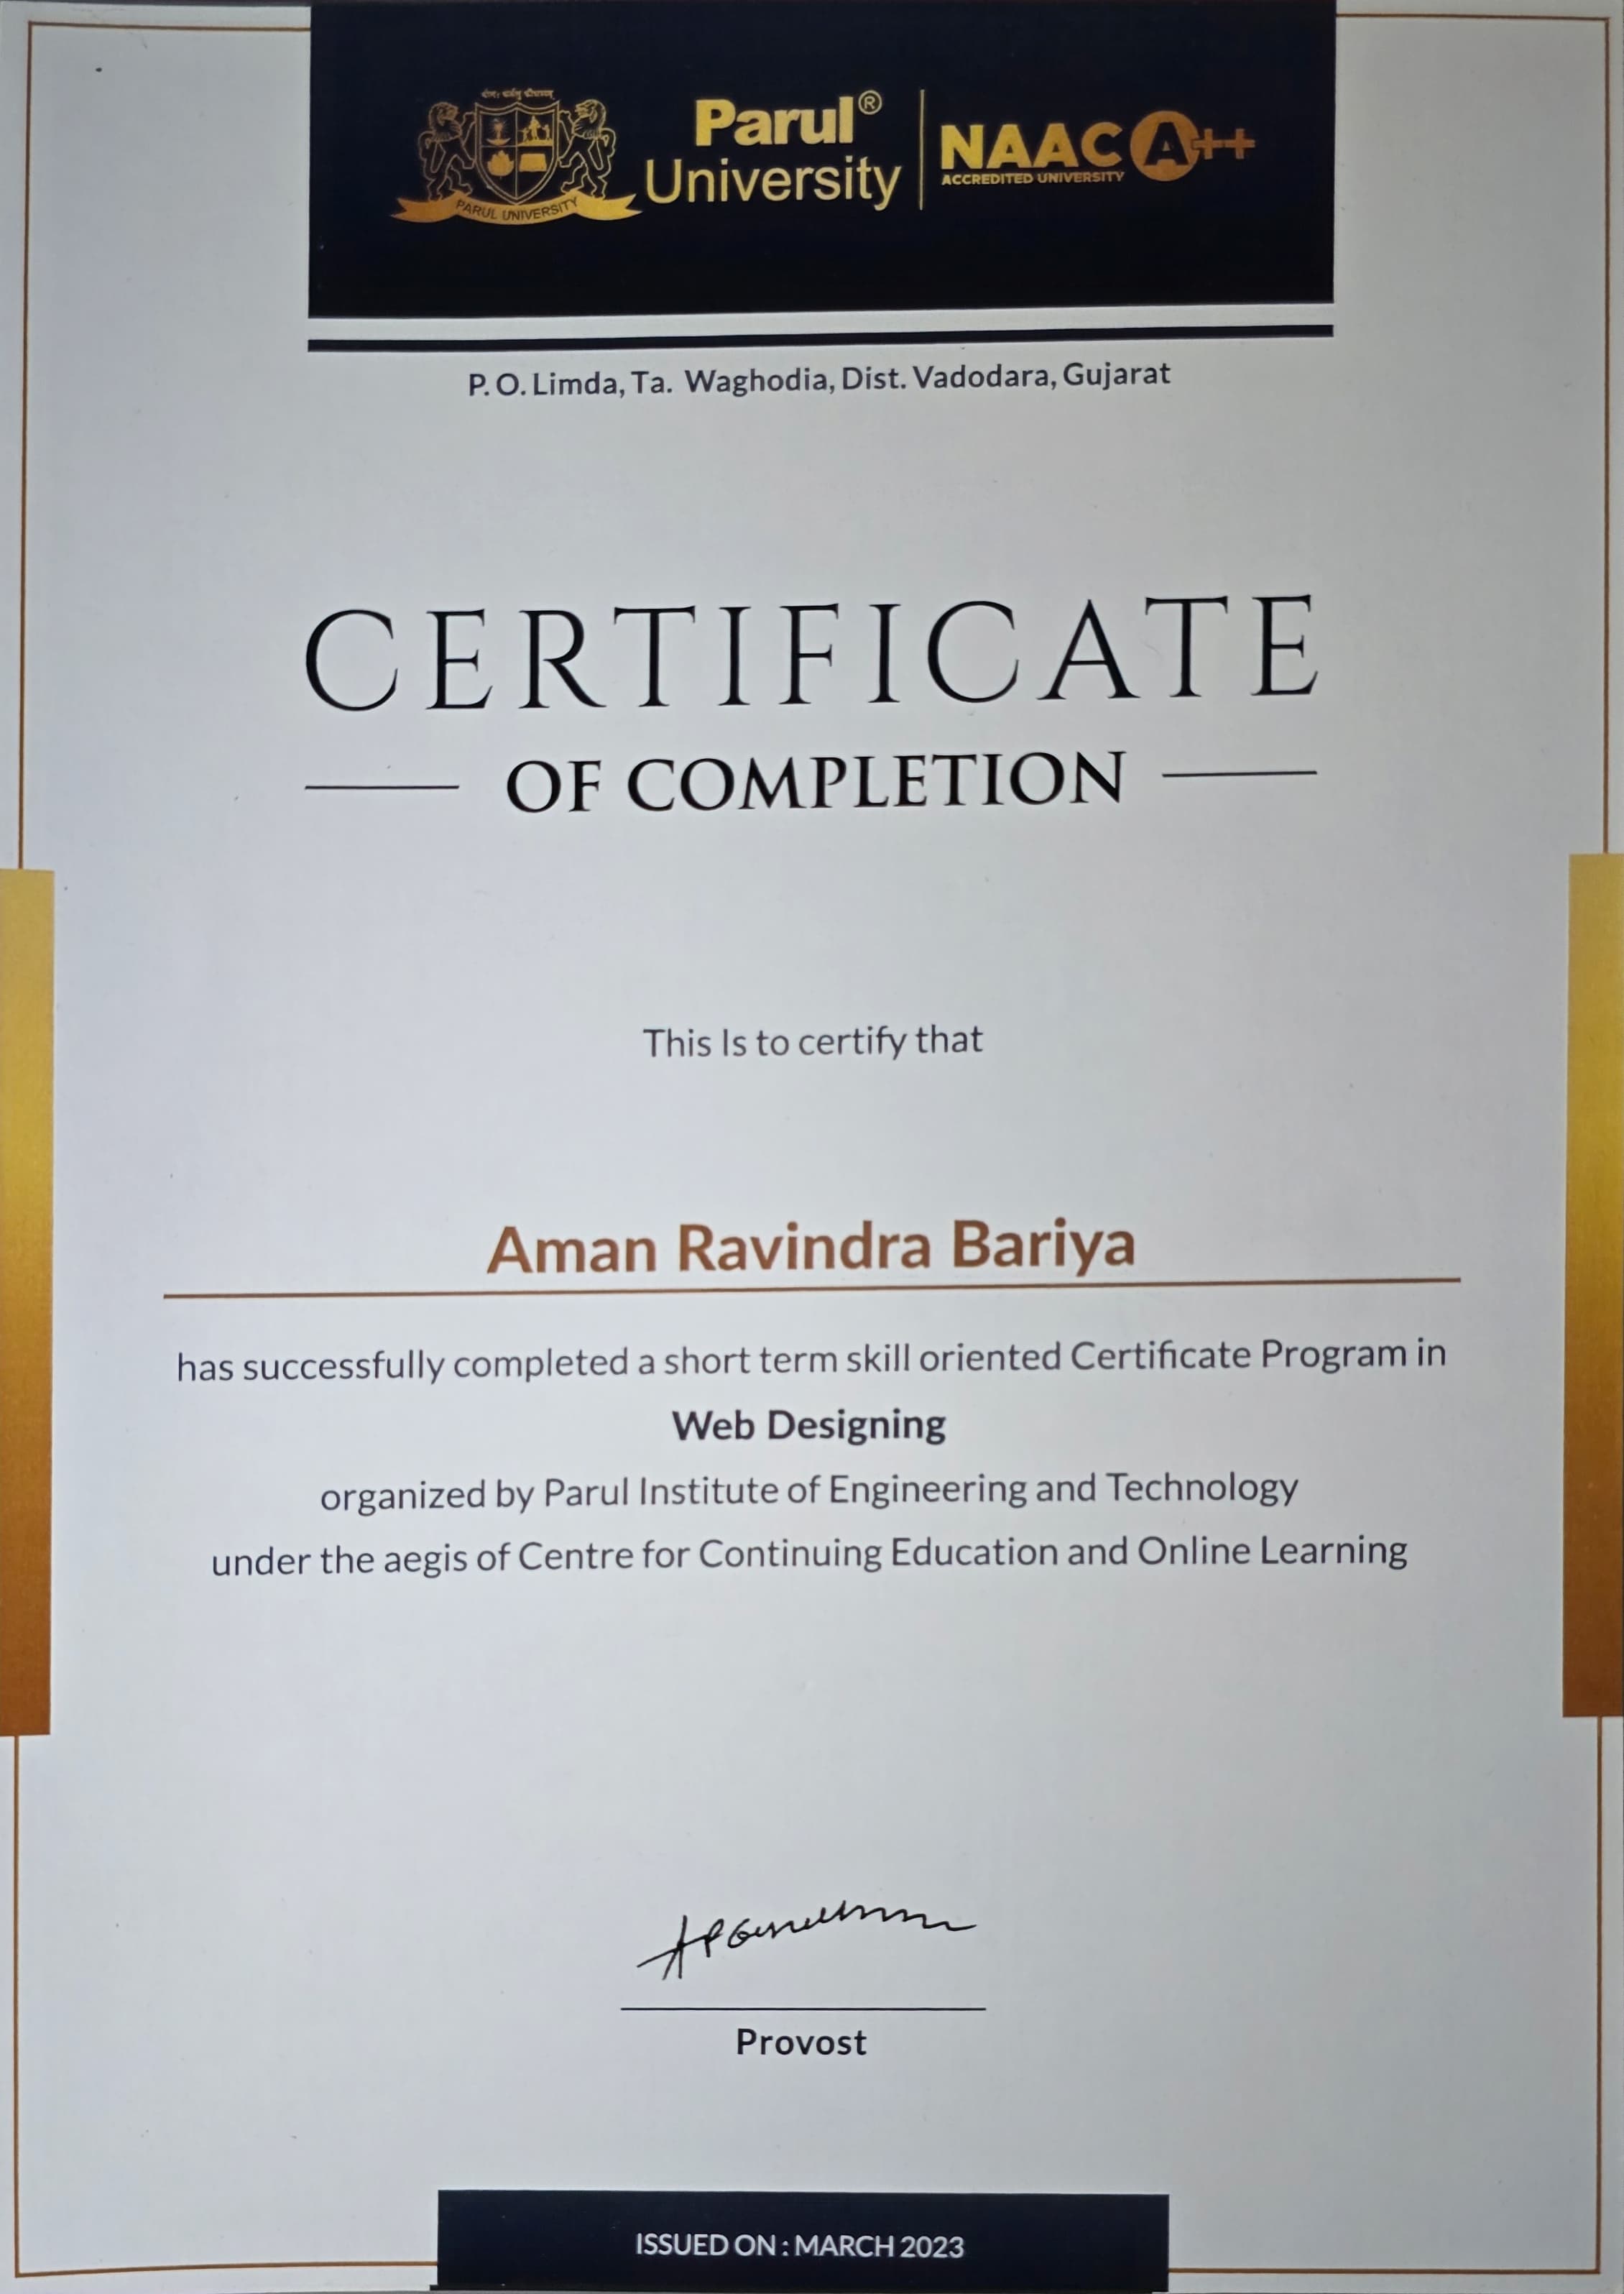 PARUL UNIVERSITY
Parul®
University
NAAC A++
ACCREDITED UNIVERSITY
P. O. Limda, Ta. Waghodia, Dist. Vadodara, Gujarat
CERTIFICATE
OF COMPLETION
This Is to certify that
Aman Ravindra Bariya
has successfully completed a short term skill oriented Certificate Program in
Web Designing
organized by Parul Institute of Engineering and Technology
under the aegis of Centre for Continuing Education and Online Learning
Provost
ISSUED ON : MARCH 2023